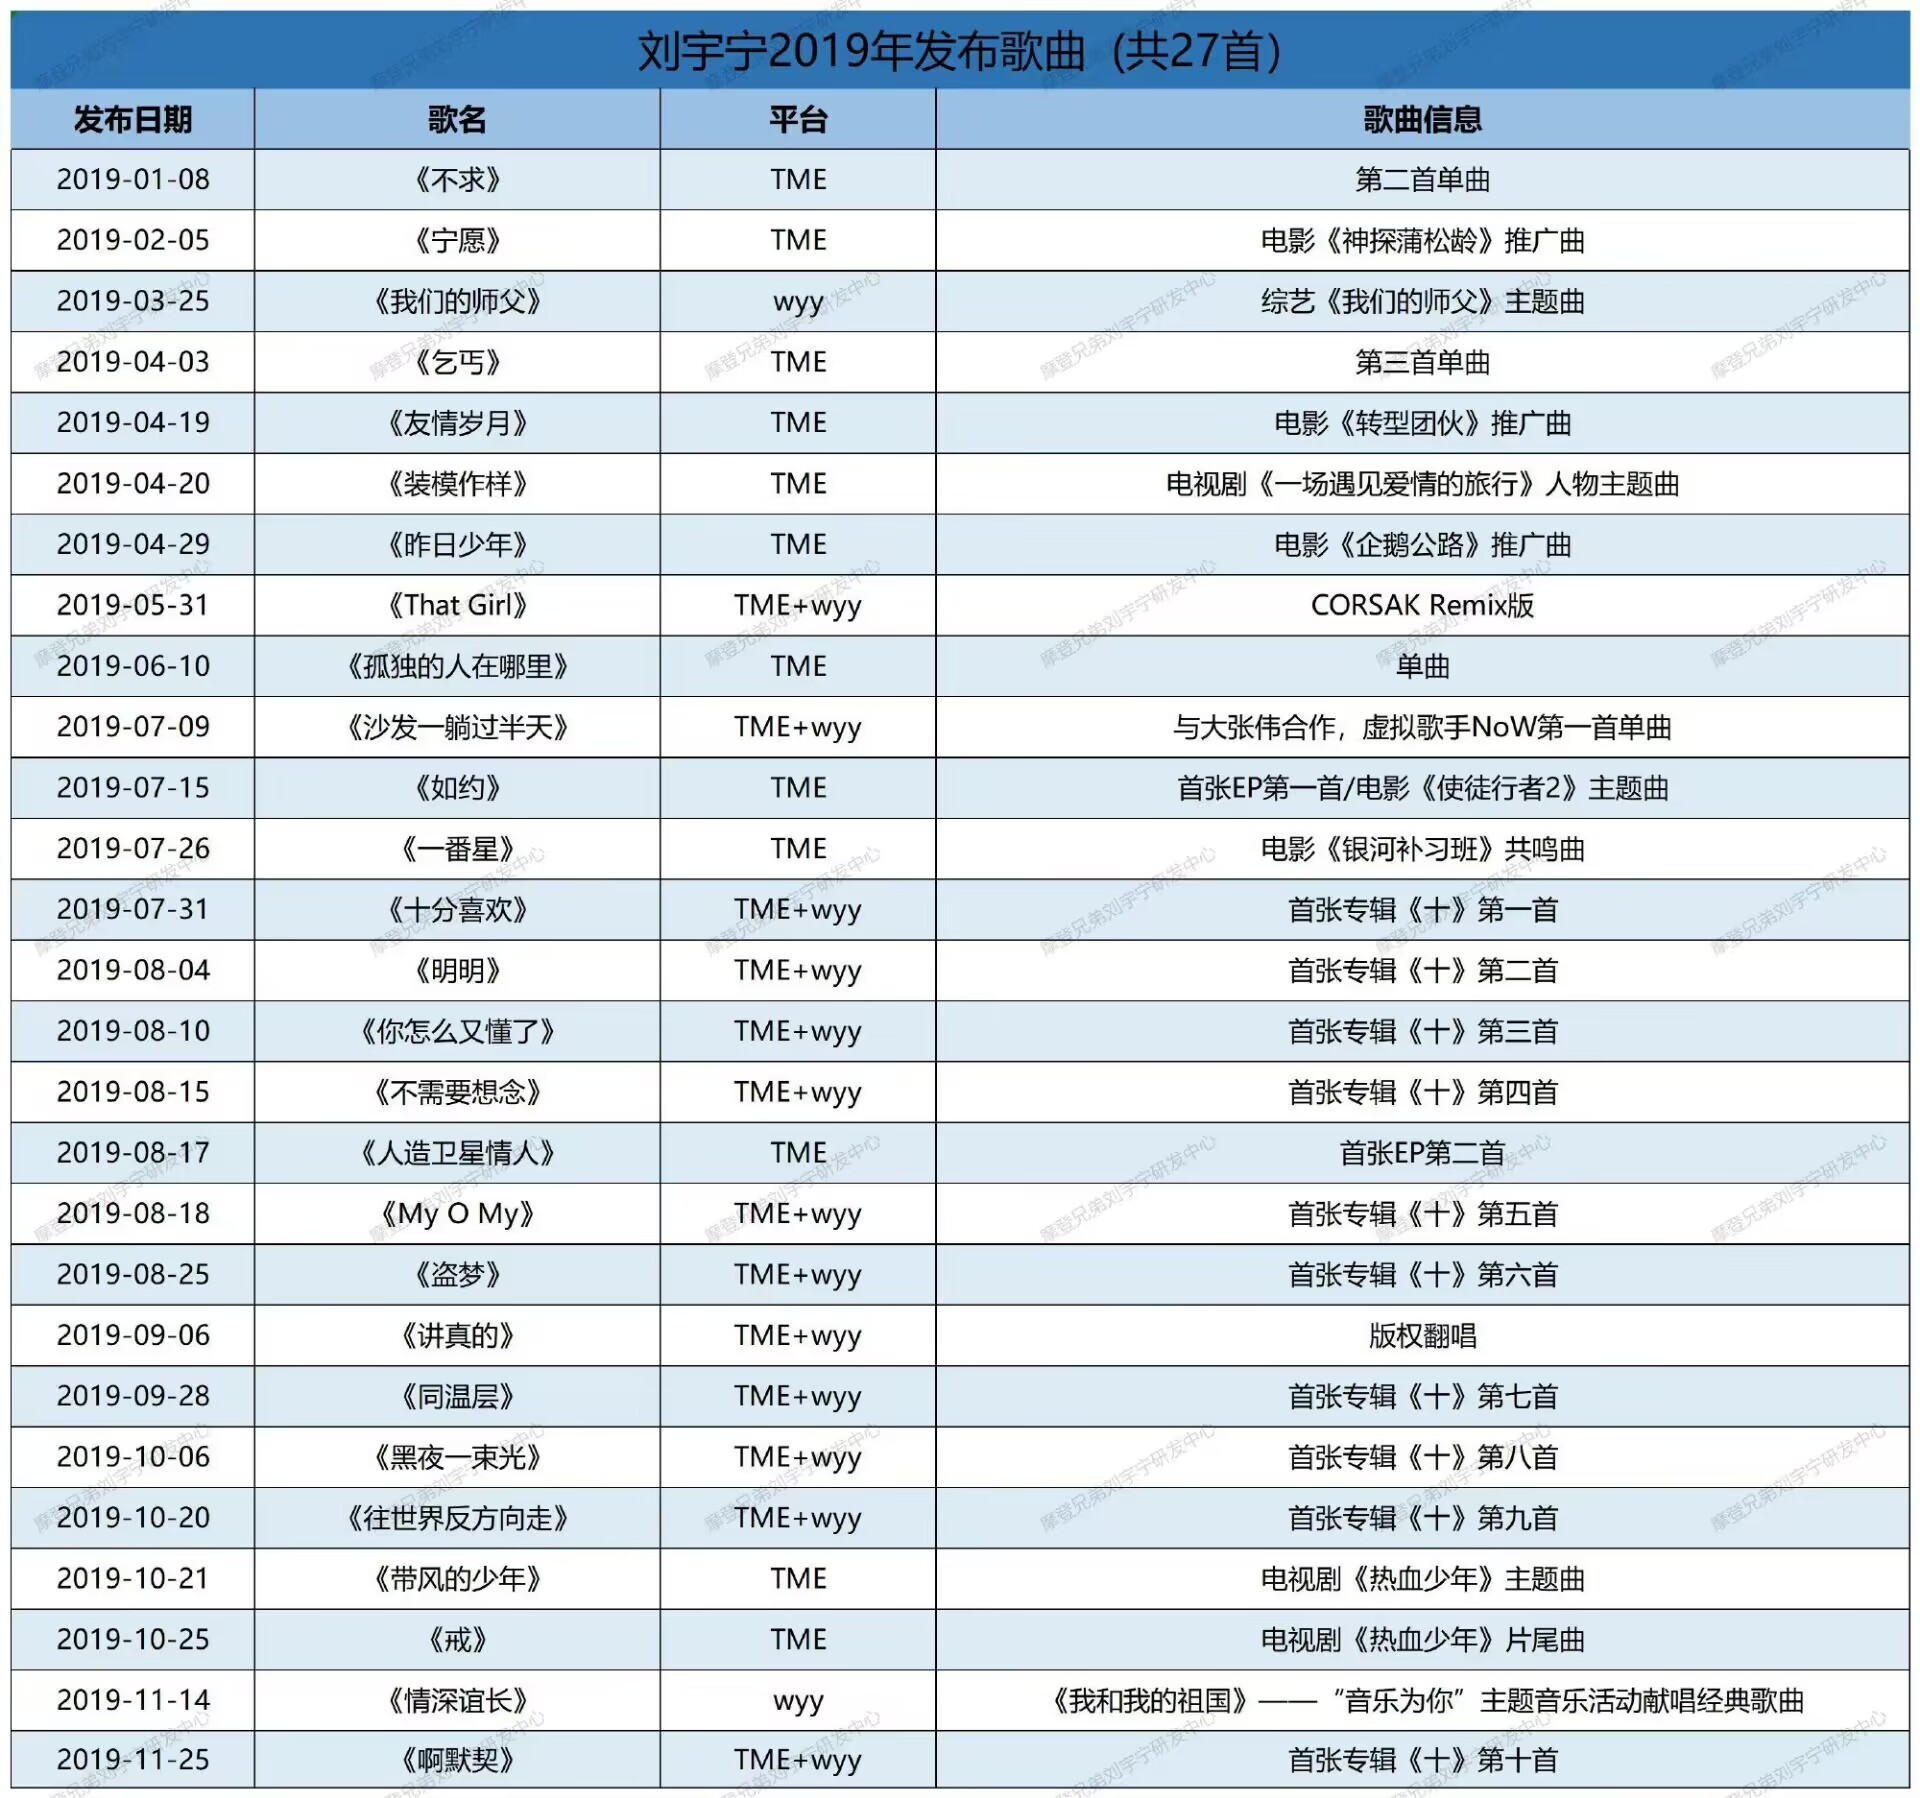 刘宇宁2019年发布歌曲（共27首）
发布日期 歌名 平台 歌曲信息
2019-01-08 《不求》 TME 第二首单曲
2019-02-05 《宁愿》 TME 电影《神探蒲松龄》推广曲
2019-03-25 《我们的师父》 wyy 综艺《我们的师父》主题曲
2019-04-03 《乞丐》 TME 第三首单曲
2019-04-19 《友情岁月》 TME 电影《转型团伙》推广曲
2019-04-20 《装模作样》 TME 电视剧《一场遇见爱情的旅行》人物主题曲
2019-04-29 《昨日少年》 TME 电影《企鹅公路》推广曲
2019-05-31 《That Girl》 TME+wyy CORSAK Remix版
2019-06-10 《孤独的人在哪里》 TME 单曲
2019-07-09 《沙发一躺过半天》 TME+wyy 与大张伟合作，虚拟歌手NoW第一首单曲
2019-07-15 《如约》 TME 首张EP第一首/电影《使徒行者2》主题曲
2019-07-26 《一番星》 TME 电影《银河补习班》共鸣曲
2019-07-31 《十分喜欢》 TME+wyy 首张专辑《十》第一首
2019-08-04 《明明》 TME+wyy 首张专辑《十》第二首
2019-08-10 《你怎么又懂了》 TME+wyy 首张专辑《十》第三首
2019-08-15 《不需要想念》 TME+wyy 首张专辑《十》第四首
2019-08-17 《人造卫星情人》 TME 首张EP第二首
2019-08-18 《My O My》 TME+wyy 首张专辑《十》第五首
2019-08-25 《盗梦》 TME+wyy 首张专辑《十》第六首
2019-09-06 《讲真的》 TME+wyy 版权翻唱
2019-09-28 《同温层》 TME+wyy 首张专辑《十》第七首
2019-10-06 《黑夜一束光》 TME+wyy 首张专辑《十》第八首
2019-10-20 《往世界反方向走》 TME+wyy 首张专辑《十》第九首
2019-10-21 《带风的少年》 TME 电视剧《热血少年》主题曲
2019-10-25 《戒》 TME 电视剧《热血少年》片尾曲
2019-11-14 《情深谊长》 wyy 《我和我的祖国》——“音乐为你”主题音乐活动献唱经典歌曲
2019-11-25 《啊默契》 TME+wyy 首张专辑《十》第十首
摩登兄弟刘宇宁研发中心